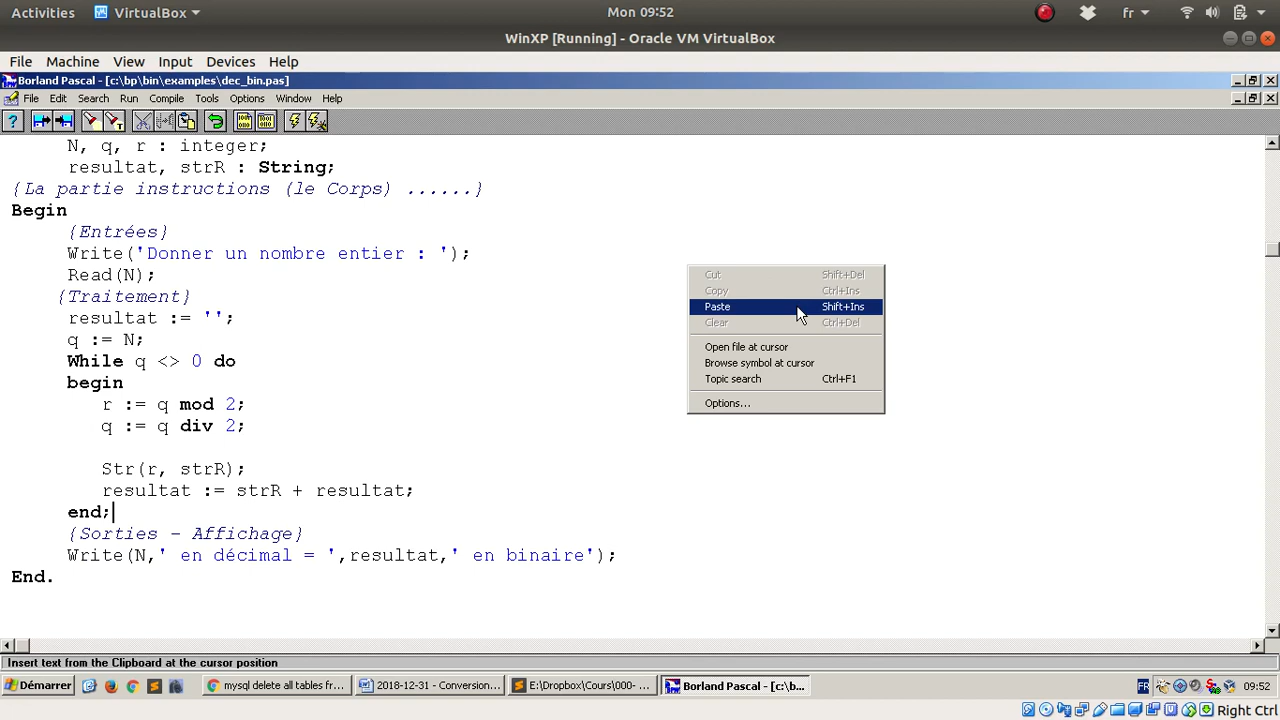 Activities VirtualBox Mon 09:52 fr
WinXP [Running] - Oracle VM VirtualBox
File Machine View Input Devices Help
Borland Pascal - [c:\bp\bin\examples\dec_bin.pas]
File Edit Search Run Compile Tools Options Window Help
N, q, r : integer;
resultat, strR : String;
{La partie instructions (le Corps) ......}
Begin
{Entrées}
Write('Donner un nombre entier : ');
Read(N);
{Traitement}
resultat := '';
q := N;
While q <> 0 do
begin
r := q mod 2;
q := q div 2;
Str(r, strR);
resultat := strR + resultat;
end;
{Sorties - Affichage}
Write(N,' en décimal = ',resultat,' en binaire');
End.
Cut Shift+Del
Copy Ctrl+Ins
Paste Shift+Ins
Clear Ctrl+Del
Open file at cursor
Browse symbol at cursor
Topic search Ctrl+F1
Options...
Insert text from the Clipboard at the cursor position
Démarrer mysql delete all tables fr... 2018-12-31 - Conversion... E:\Dropbox\Cours\000- ... Borland Pascal - [c:\b... FR 09:52
Right Ctrl